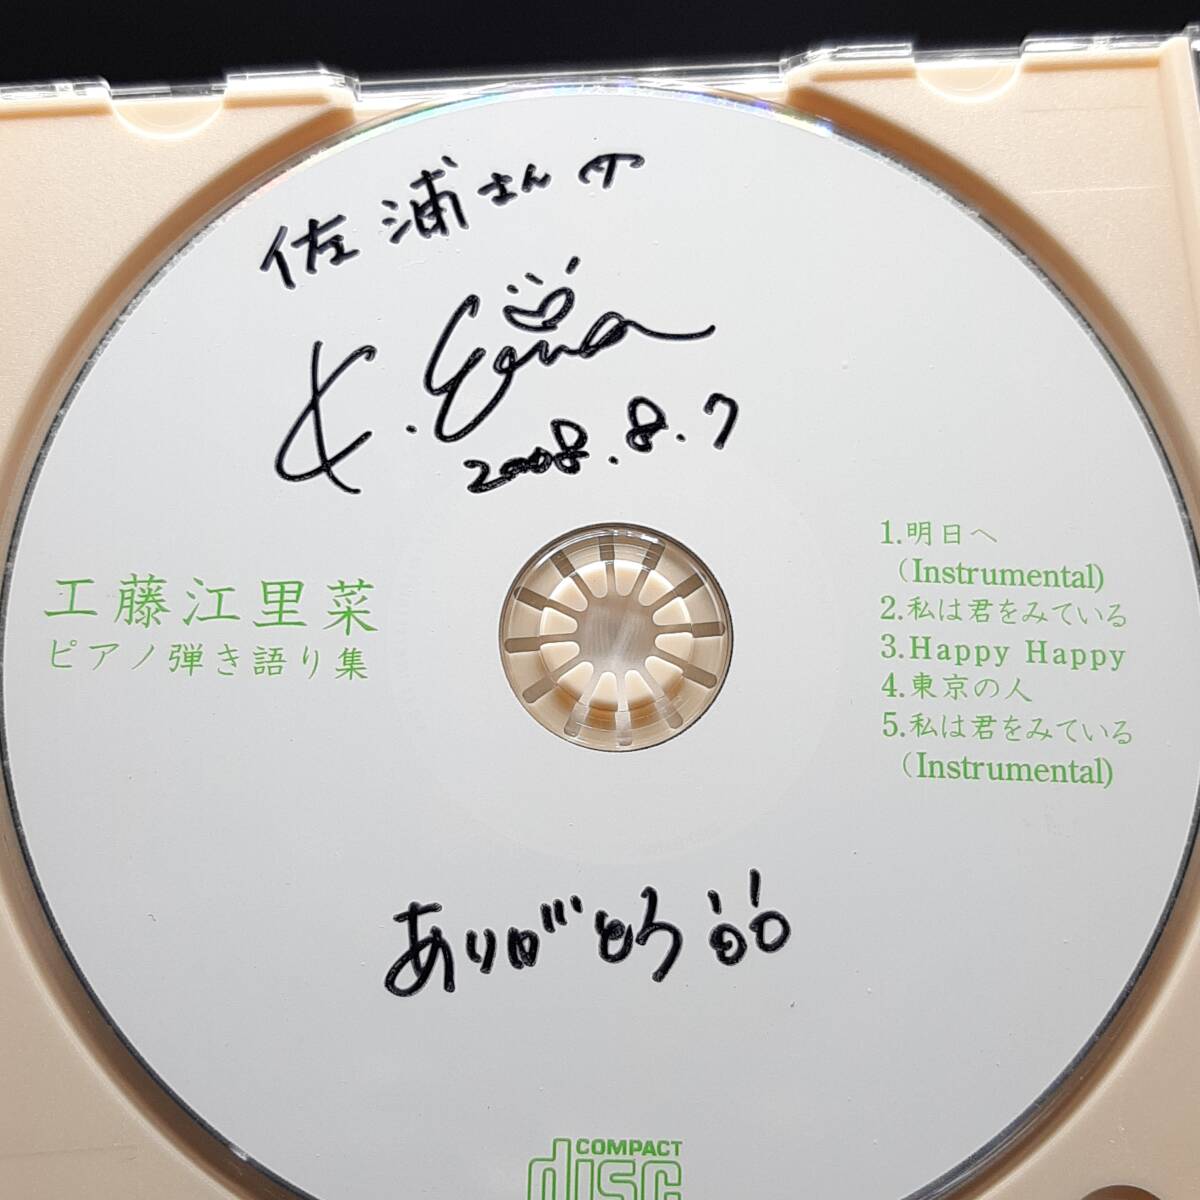 佐浦さんへ
K.Erina
2008.8.7
工藤江里菜
ピアノ弾き語り集
1.明日へ
(Instrumental)
2.私は君をみている
3.Happy Happy
4.東京の人
5.私は君をみている
(Instrumental)
ありがとう!!
COMPACT
disc